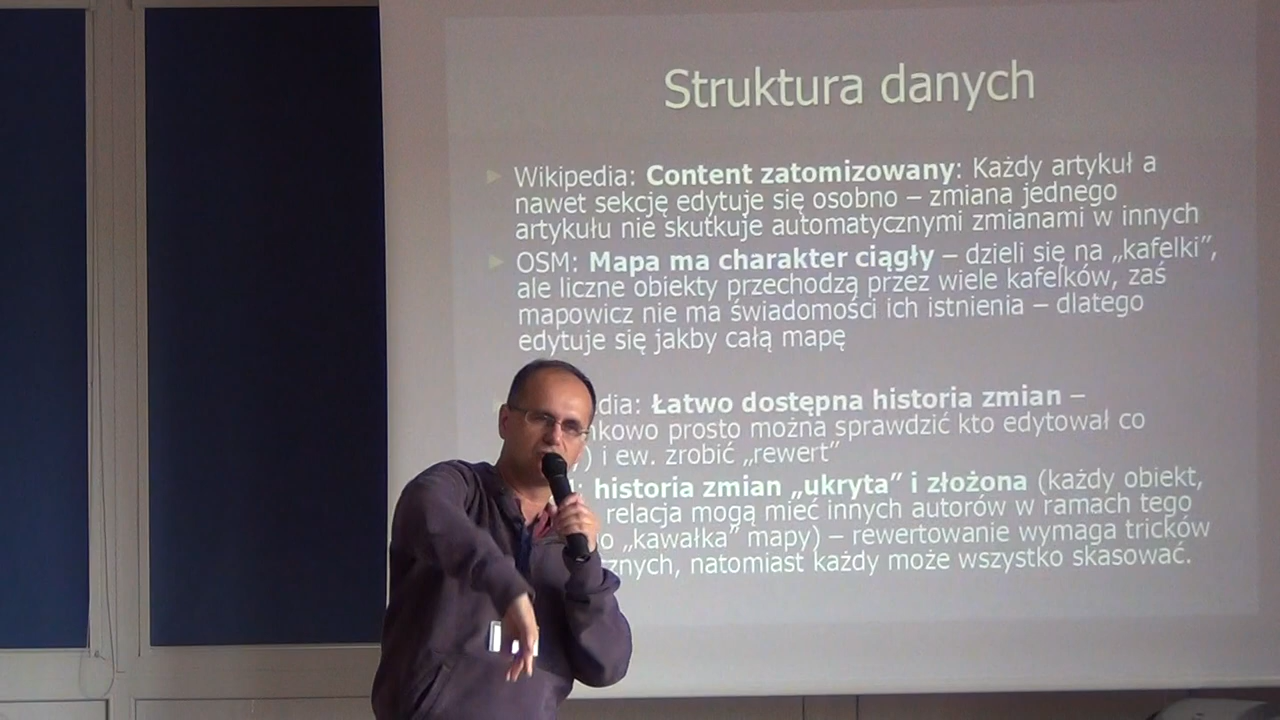 Struktura danych
Wikipedia: Content zatomizowany: Każdy artykuł a
nawet sekcję edytuje się osobno – zmiana jednego
artykułu nie skutkuje automatycznymi zmianami w innych
OSM: Mapa ma charakter ciągły – dzieli się na „kafelki”,
ale liczne obiekty przechodzą przez wiele kafelków, zaś
mapowicz nie ma świadomości ich istnienia – dlatego
edytuje się jakby całą mapę
dia: Łatwo dostępna historia zmian –
nkowo prosto można sprawdzić kto edytował co
) i ew. zrobić „rewert”
: historia zmian „ukryta” i złożona (każdy obiekt,
relacja mogą mieć innych autorów w ramach tego
o „kawałka” mapy) – rewertowanie wymaga tricków
znych, natomiast każdy może wszystko skasować.